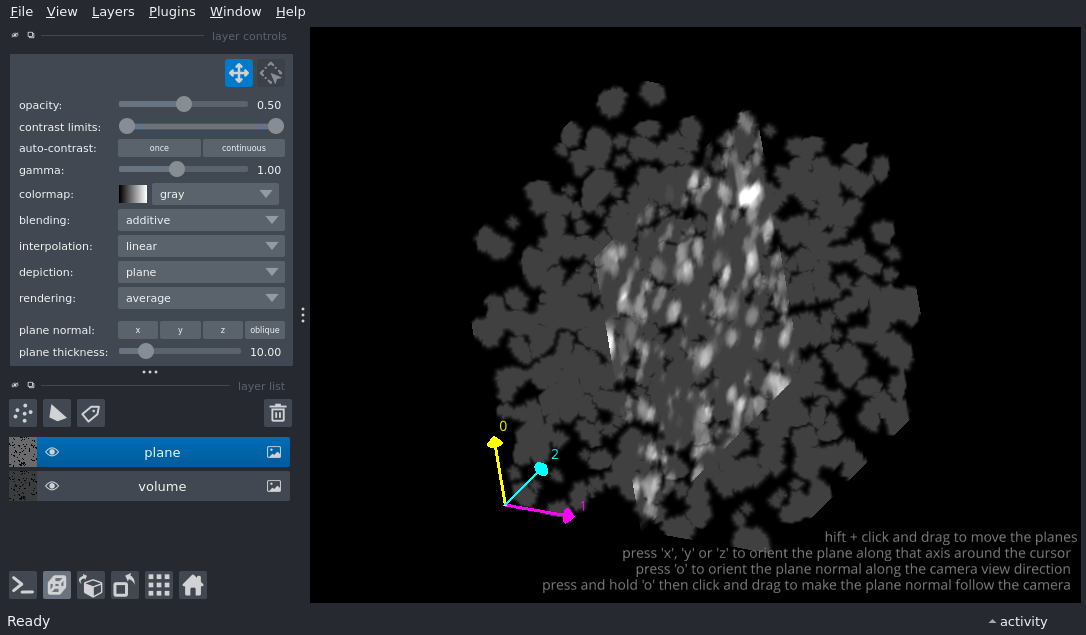 File View Layers Plugins Window Help
layer controls
opacity: 0.50
contrast limits:
auto-contrast: once continuous
gamma: 1.00
colormap: gray
blending: additive
interpolation: linear
depiction: plane
rendering: average
plane normal: x y z oblique
plane thickness: 10.00
layer list
plane
volume
0
2
1
hift + click and drag to move the planes
press 'x', 'y' or 'z' to orient the plane along that axis around the cursor
press 'o' to orient the plane normal along the camera view direction
press and hold 'o' then click and drag to make the plane normal follow the camera
Ready
activity